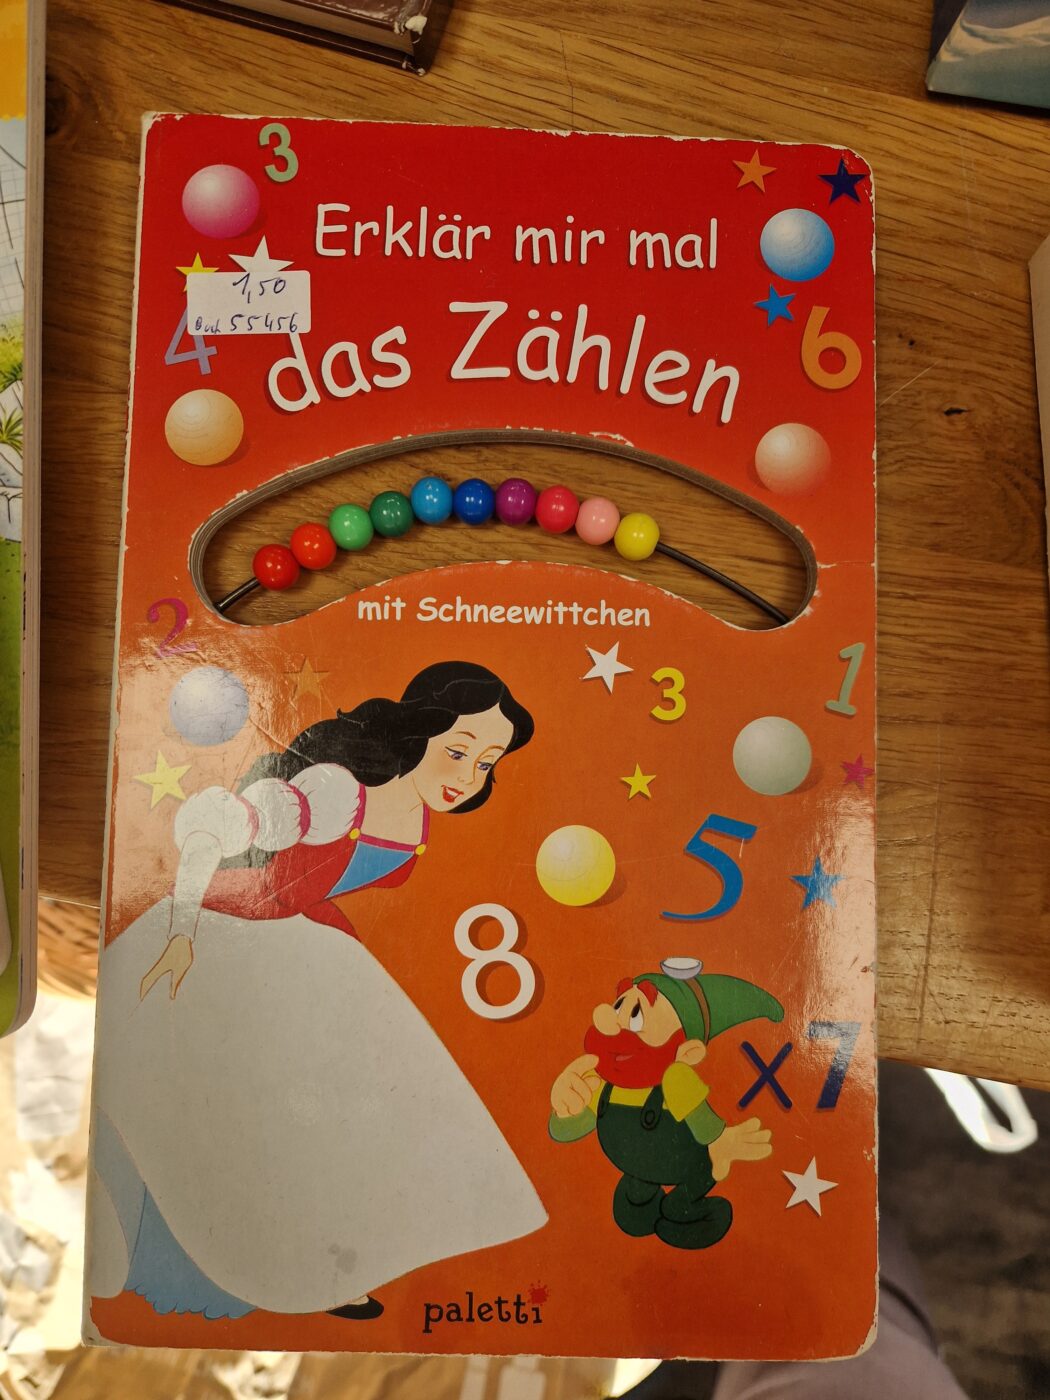 3
Erklär mir mal
1,50
55456
4
das Zählen
6
mit Schneewittchen
2
3
1
5
8
x7
paletti